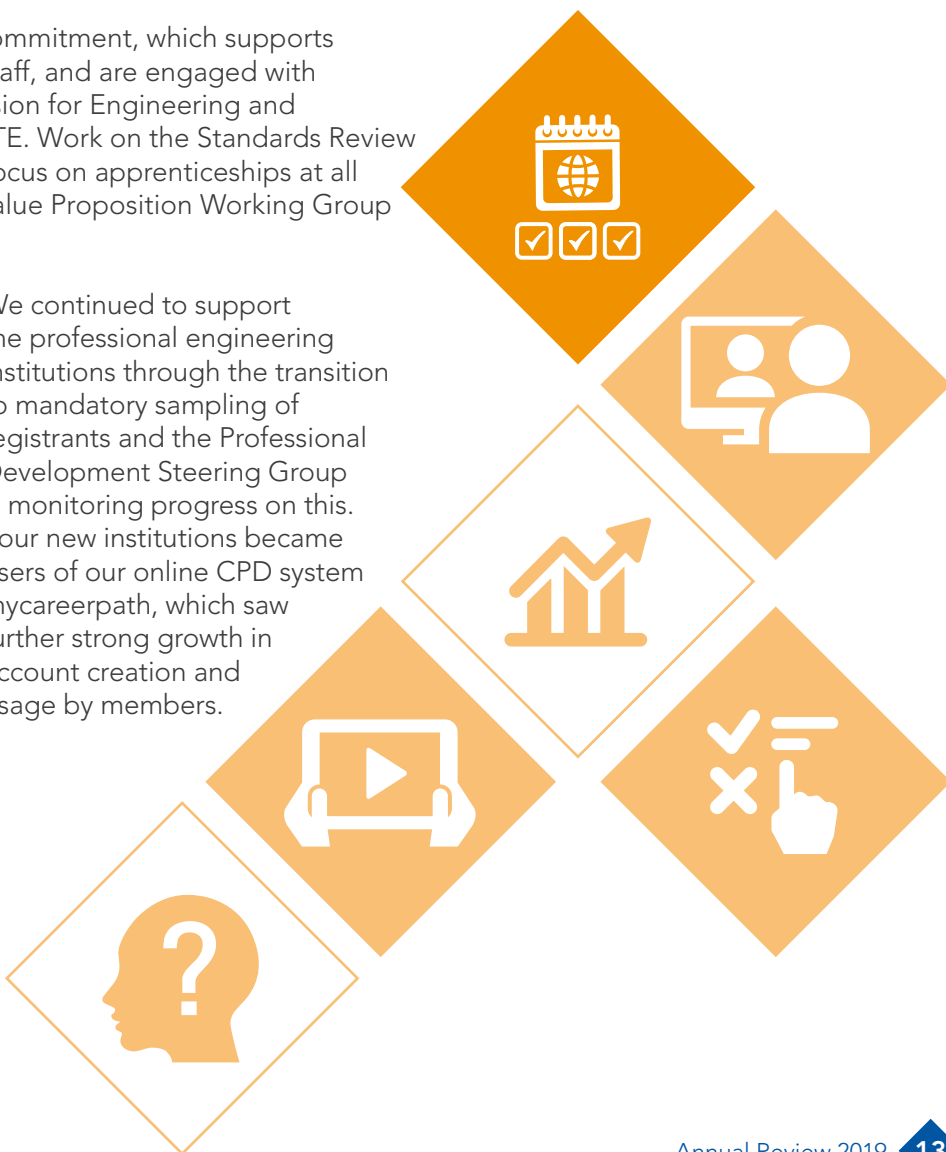 ommitment, which supports
aff, and are engaged with
sion for Engineering and
TE. Work on the Standards Review
ocus on apprenticeships at all
alue Proposition Working Group
We continued to support
he professional engineering
nstitutions through the transition
o mandatory sampling of
egistrants and the Professional
Development Steering Group
monitoring progress on this.
our new institutions became
sers of our online CPD system
mycareerpath, which saw
urther strong growth in
ccount creation and
sage by members.
?
Annual Review 2019 13